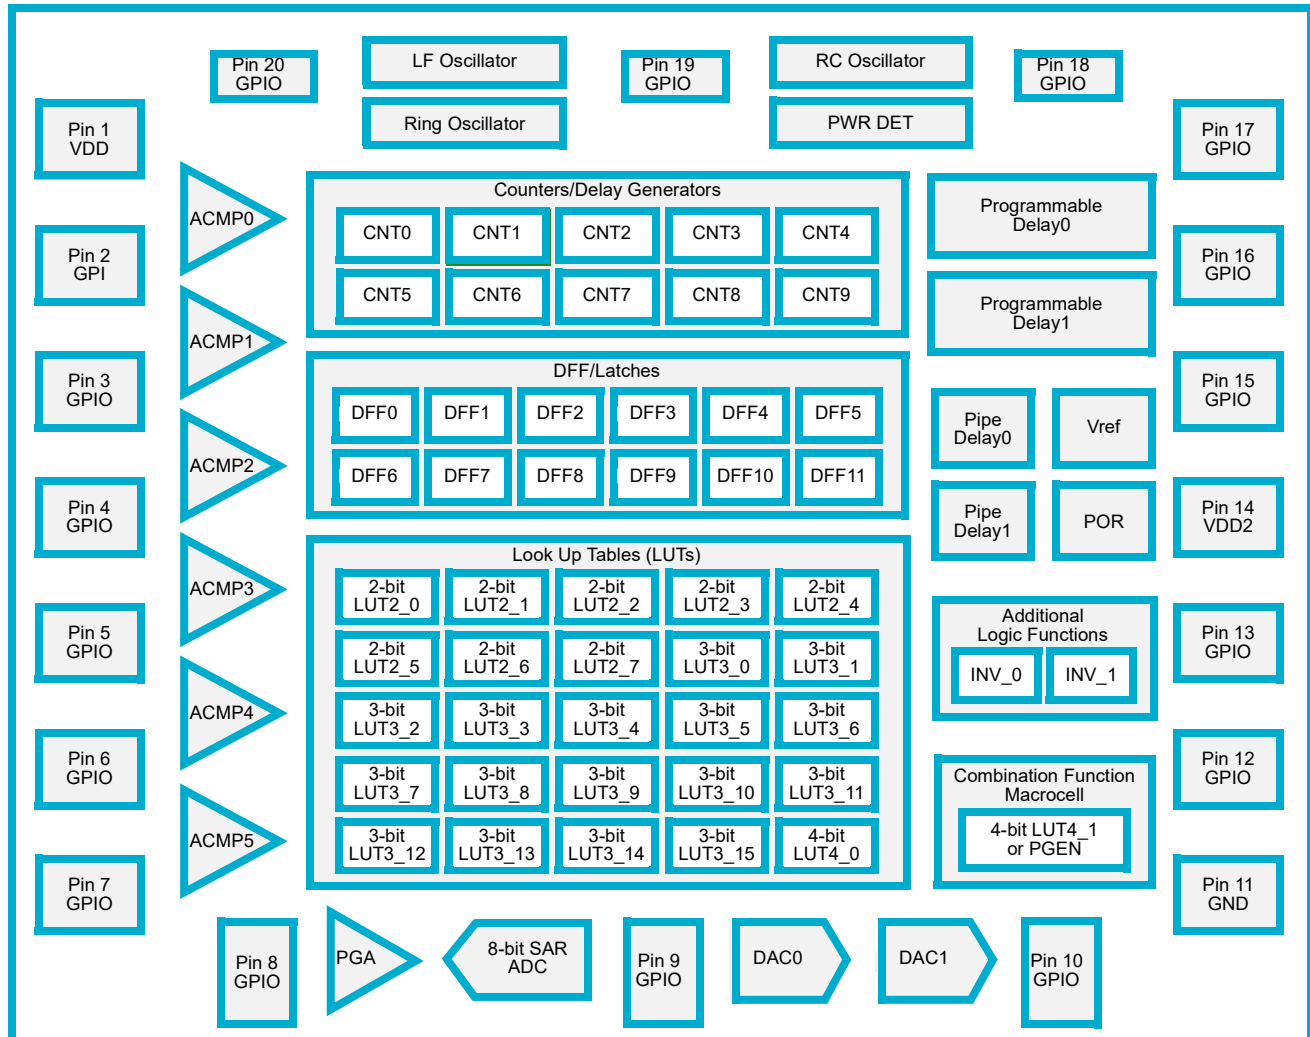 Pin 20
GPIO
LF Oscillator
Pin 19
GPIO
RC Oscillator
Pin 18
GPIO
Ring Oscillator
PWR DET
Pin 1
VDD
Pin 2
GPI
Pin 3
GPIO
Pin 4
GPIO
Pin 5
GPIO
Pin 6
GPIO
Pin 7
GPIO
ACMP0
ACMP1
ACMP2
ACMP3
ACMP4
ACMP5
Counters/Delay Generators
CNT0
CNT1
CNT2
CNT3
CNT4
CNT5
CNT6
CNT7
CNT8
CNT9
DFF/Latches
DFF0
DFF1
DFF2
DFF3
DFF4
DFF5
DFF6
DFF7
DFF8
DFF9
DFF10
DFF11
Look Up Tables (LUTs)
2-bit
LUT2_0
2-bit
LUT2_1
2-bit
LUT2_2
2-bit
LUT2_3
2-bit
LUT2_4
2-bit
LUT2_5
2-bit
LUT2_6
2-bit
LUT2_7
3-bit
LUT3_0
3-bit
LUT3_1
3-bit
LUT3_2
3-bit
LUT3_3
3-bit
LUT3_4
3-bit
LUT3_5
3-bit
LUT3_6
3-bit
LUT3_7
3-bit
LUT3_8
3-bit
LUT3_9
3-bit
LUT3_10
3-bit
LUT3_11
3-bit
LUT3_12
3-bit
LUT3_13
3-bit
LUT3_14
3-bit
LUT3_15
4-bit
LUT4_0
Programmable
Delay0
Programmable
Delay1
Pipe
Delay0
Vref
Pipe
Delay1
POR
Additional
Logic Functions
INV_0
INV_1
Combination Function
Macrocell
4-bit LUT4_1
or PGEN
Pin 17
GPIO
Pin 16
GPIO
Pin 15
GPIO
Pin 14
VDD2
Pin 13
GPIO
Pin 12
GPIO
Pin 11
GND
Pin 8
GPIO
PGA
8-bit SAR
ADC
Pin 9
GPIO
DAC0
DAC1
Pin 10
GPIO